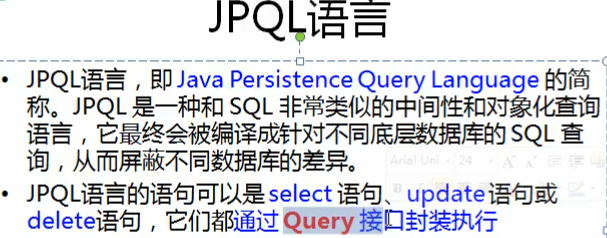 JPQL语言
• JPQL语言，即 Java Persistence Query Language 的简
称。JPQL 是一种和 SQL 非常类似的中间性和对象化查询
语言，它最终会被编译成针对不同底层数据库的 SQL 查
询，从而屏蔽不同数据库的差异。
Arial Uni 24
• JPQL语言的语句可以是 select 语句、update 语句或
delete语句，它们都通过 Query 接口封装执行